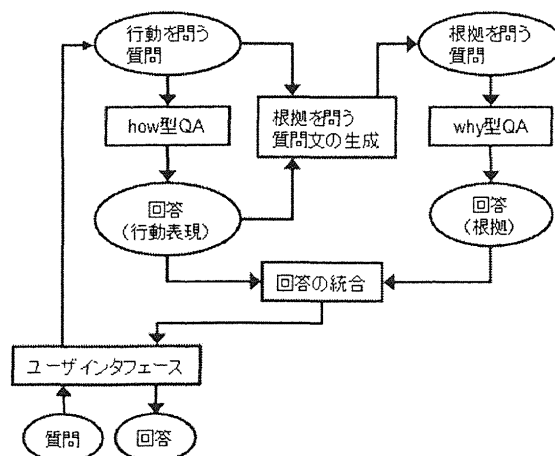 行動を問う
質問
根拠を問う
質問
how型QA
根拠を問う
質問文の生成
why型QA
回答
(行動表現)
回答
(根拠)
回答の統合
ユーザインタフェース
質問
回答